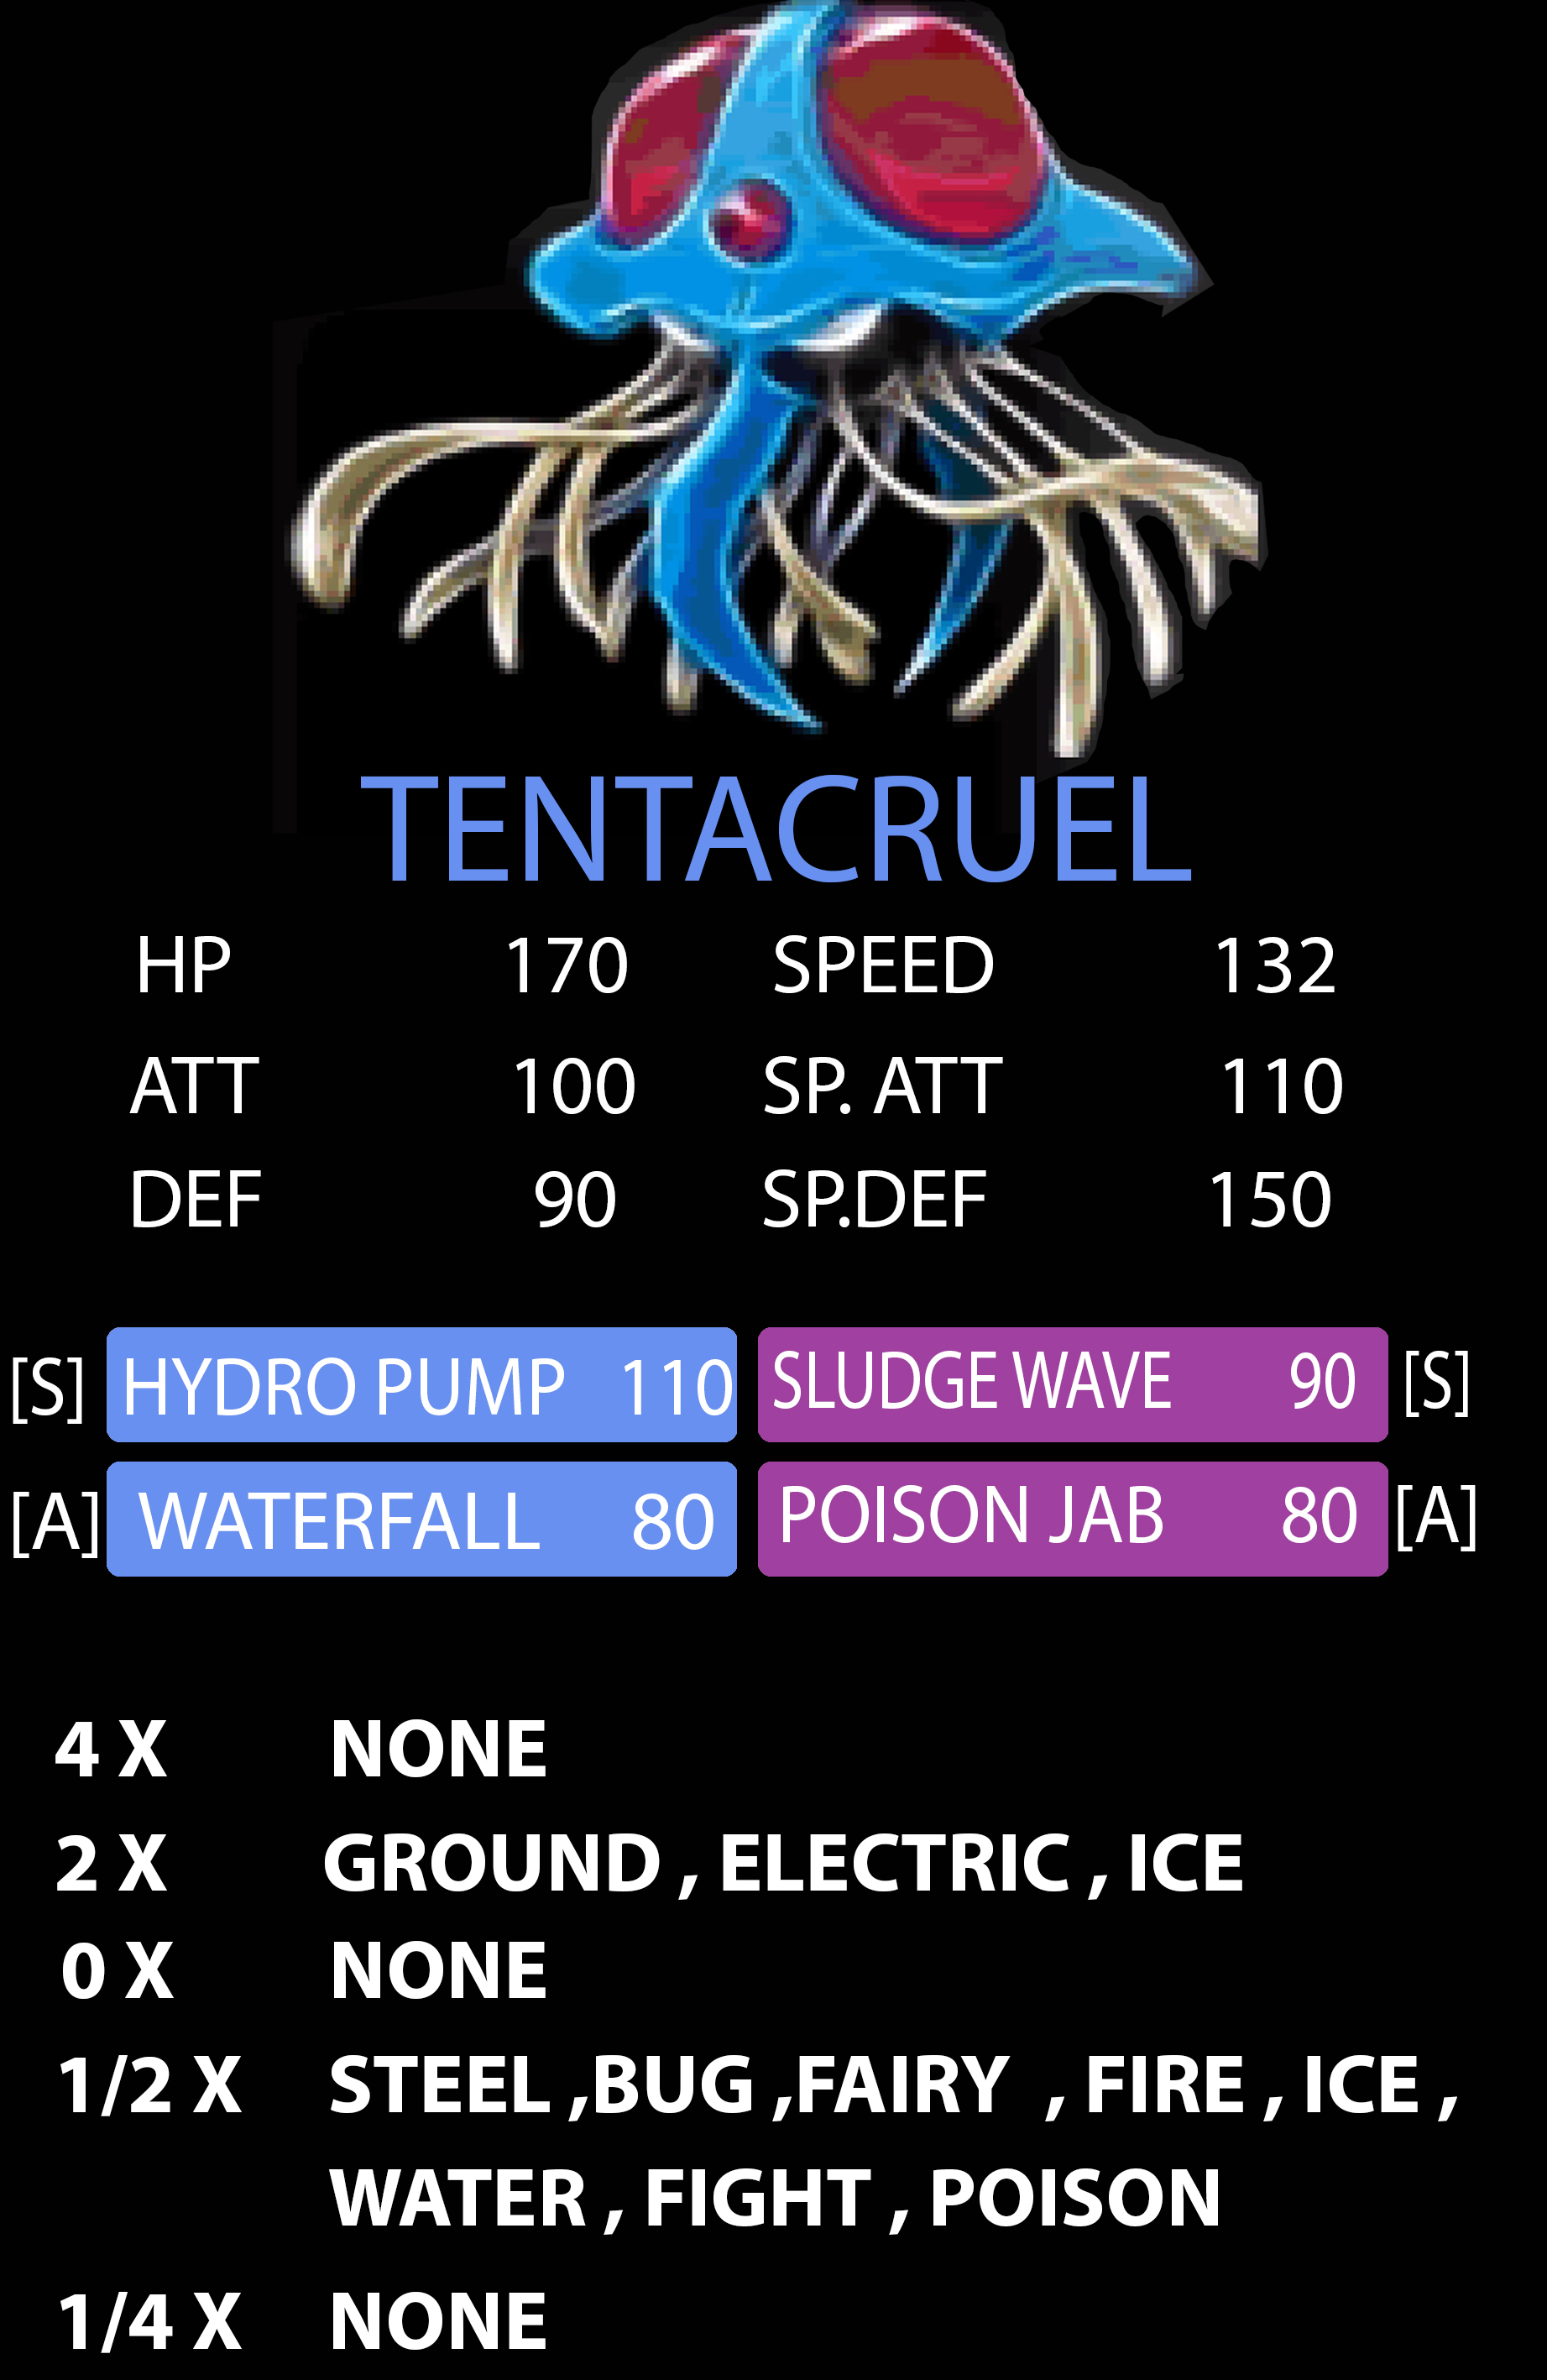 TENTACRUEL
HP 170 SPEED 132
ATT 100 SP. ATT 110
DEF 90 SP.DEF 150
[S] HYDRO PUMP 110 SLUDGE WAVE 90 [S]
[A] WATERFALL 80 POISON JAB 80 [A]
4 X NONE
2 X GROUND , ELECTRIC , ICE
0 X NONE
1/2 X STEEL ,BUG ,FAIRY , FIRE , ICE ,
WATER , FIGHT , POISON
1/4 X NONE